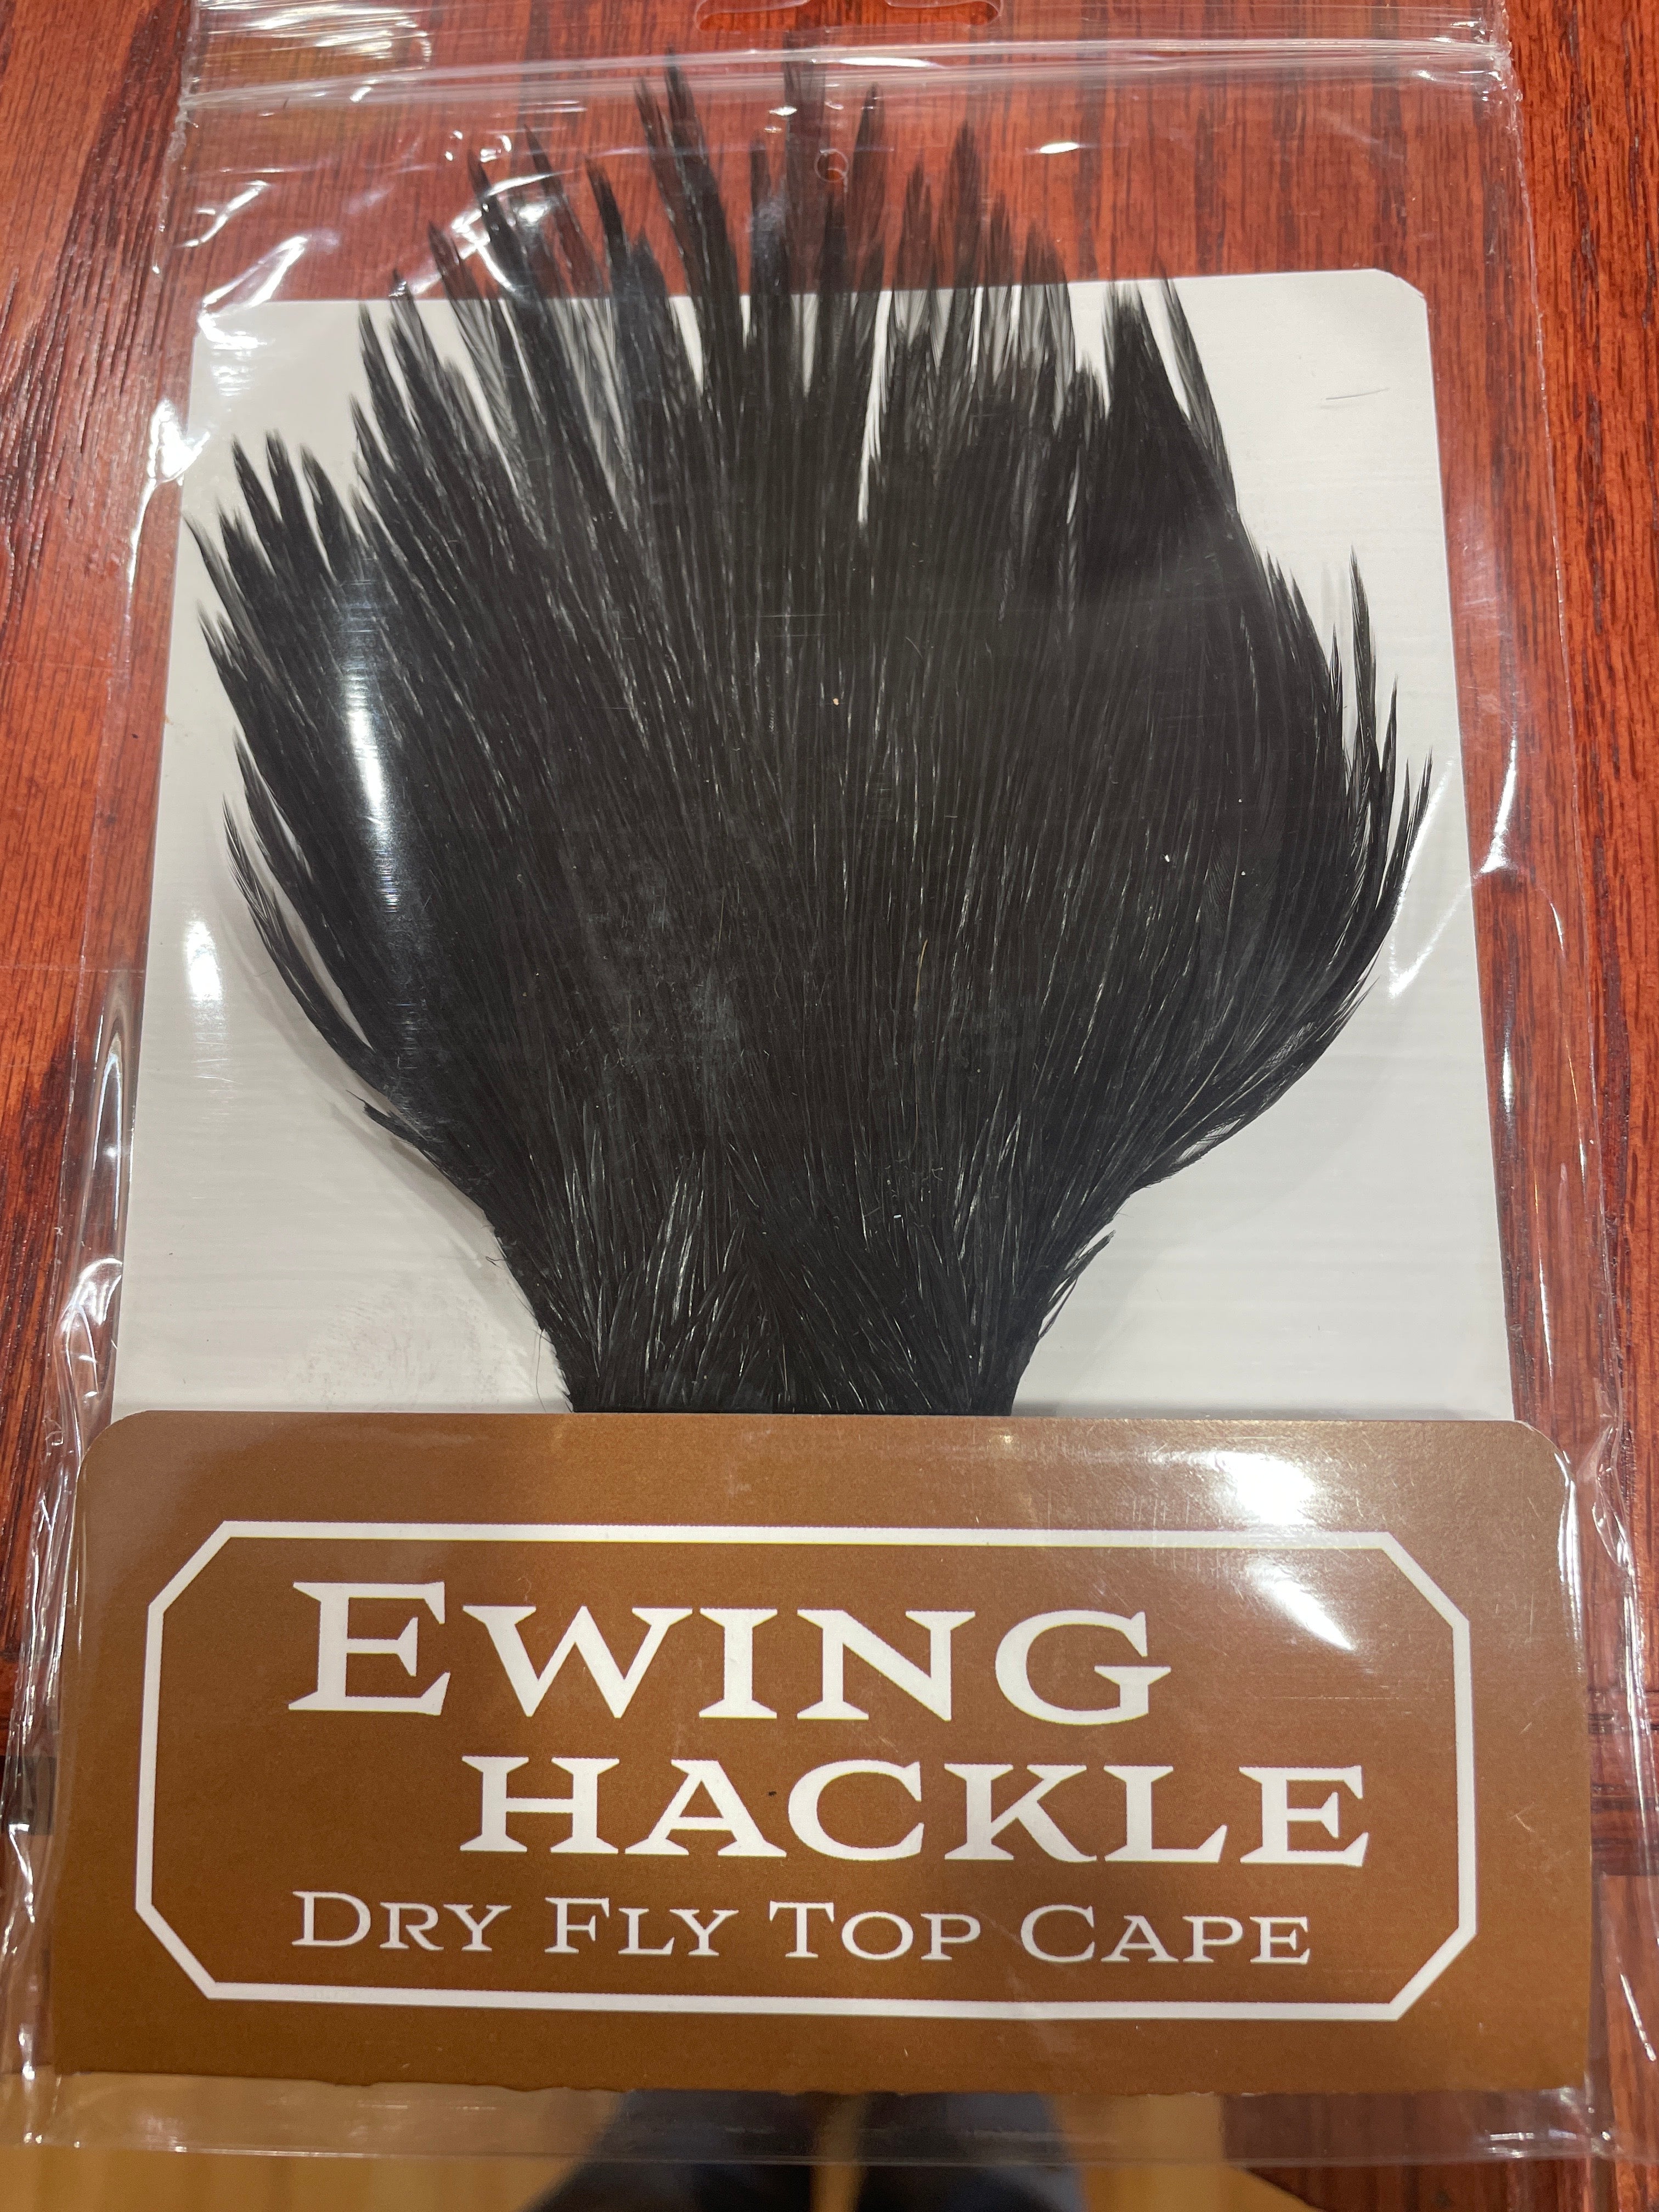 EWING
HACKLE
DRY FLY TOP CAPE